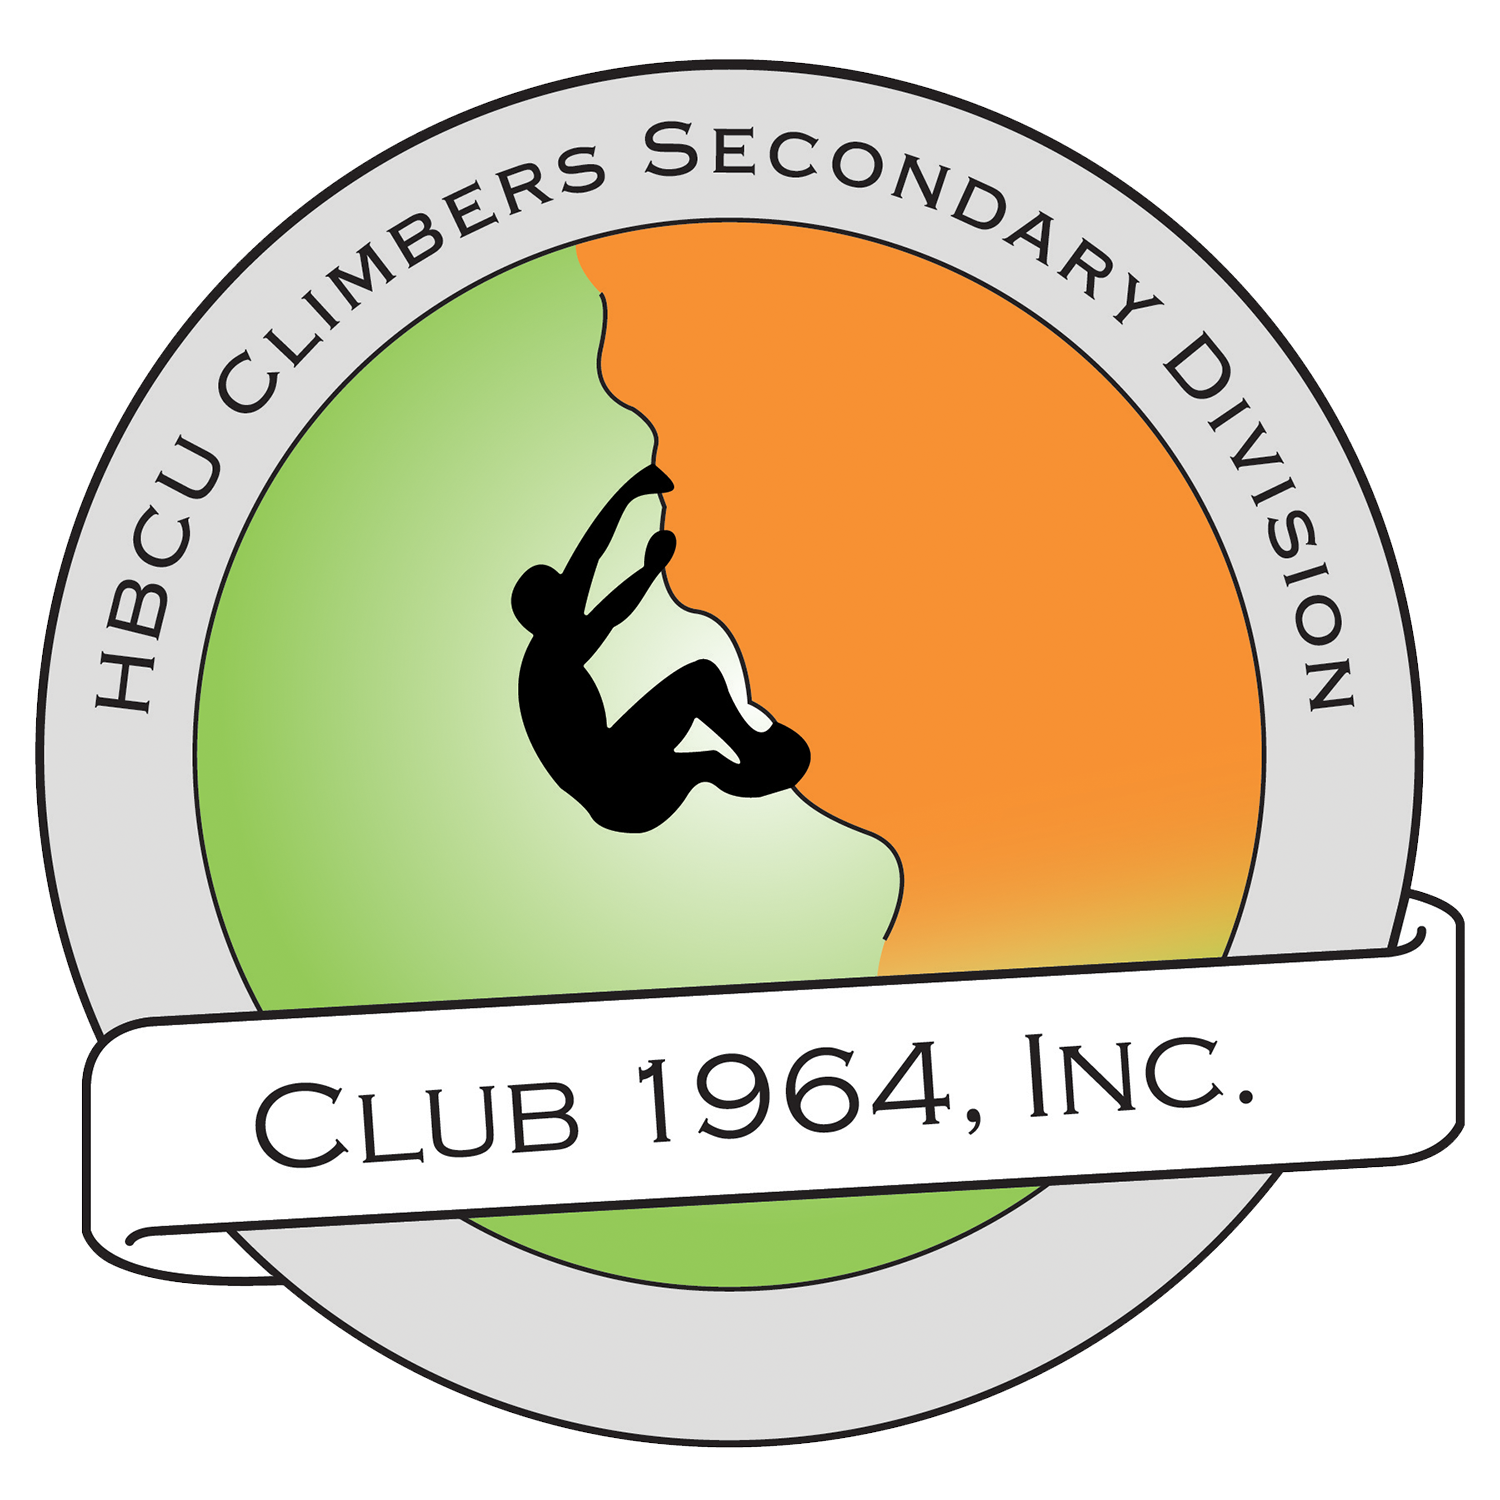 HBCU CLIMBERS SECONDARY DIVISION
CLUB 1964, INC.